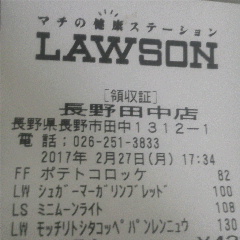 マチの健康ステーション
LAWSON
[領収証]
長野田中店
長野県長野市田中1312-1
電話:026-251-3833
2017年 2月27日(月) 17:34
FF ポテトコロッケ 82
LW シュガーマーガリンブレッド 100
LS ミニムーンライト 108
LW モッチリトシタコッペパンレンニュウ 130